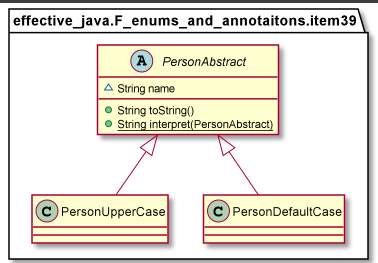 effective_java.F_enums_and_annotaitons.item39
A PersonAbstract
String name
String toString()
String interpret(PersonAbstract)
C PersonUpperCase
C PersonDefaultCase